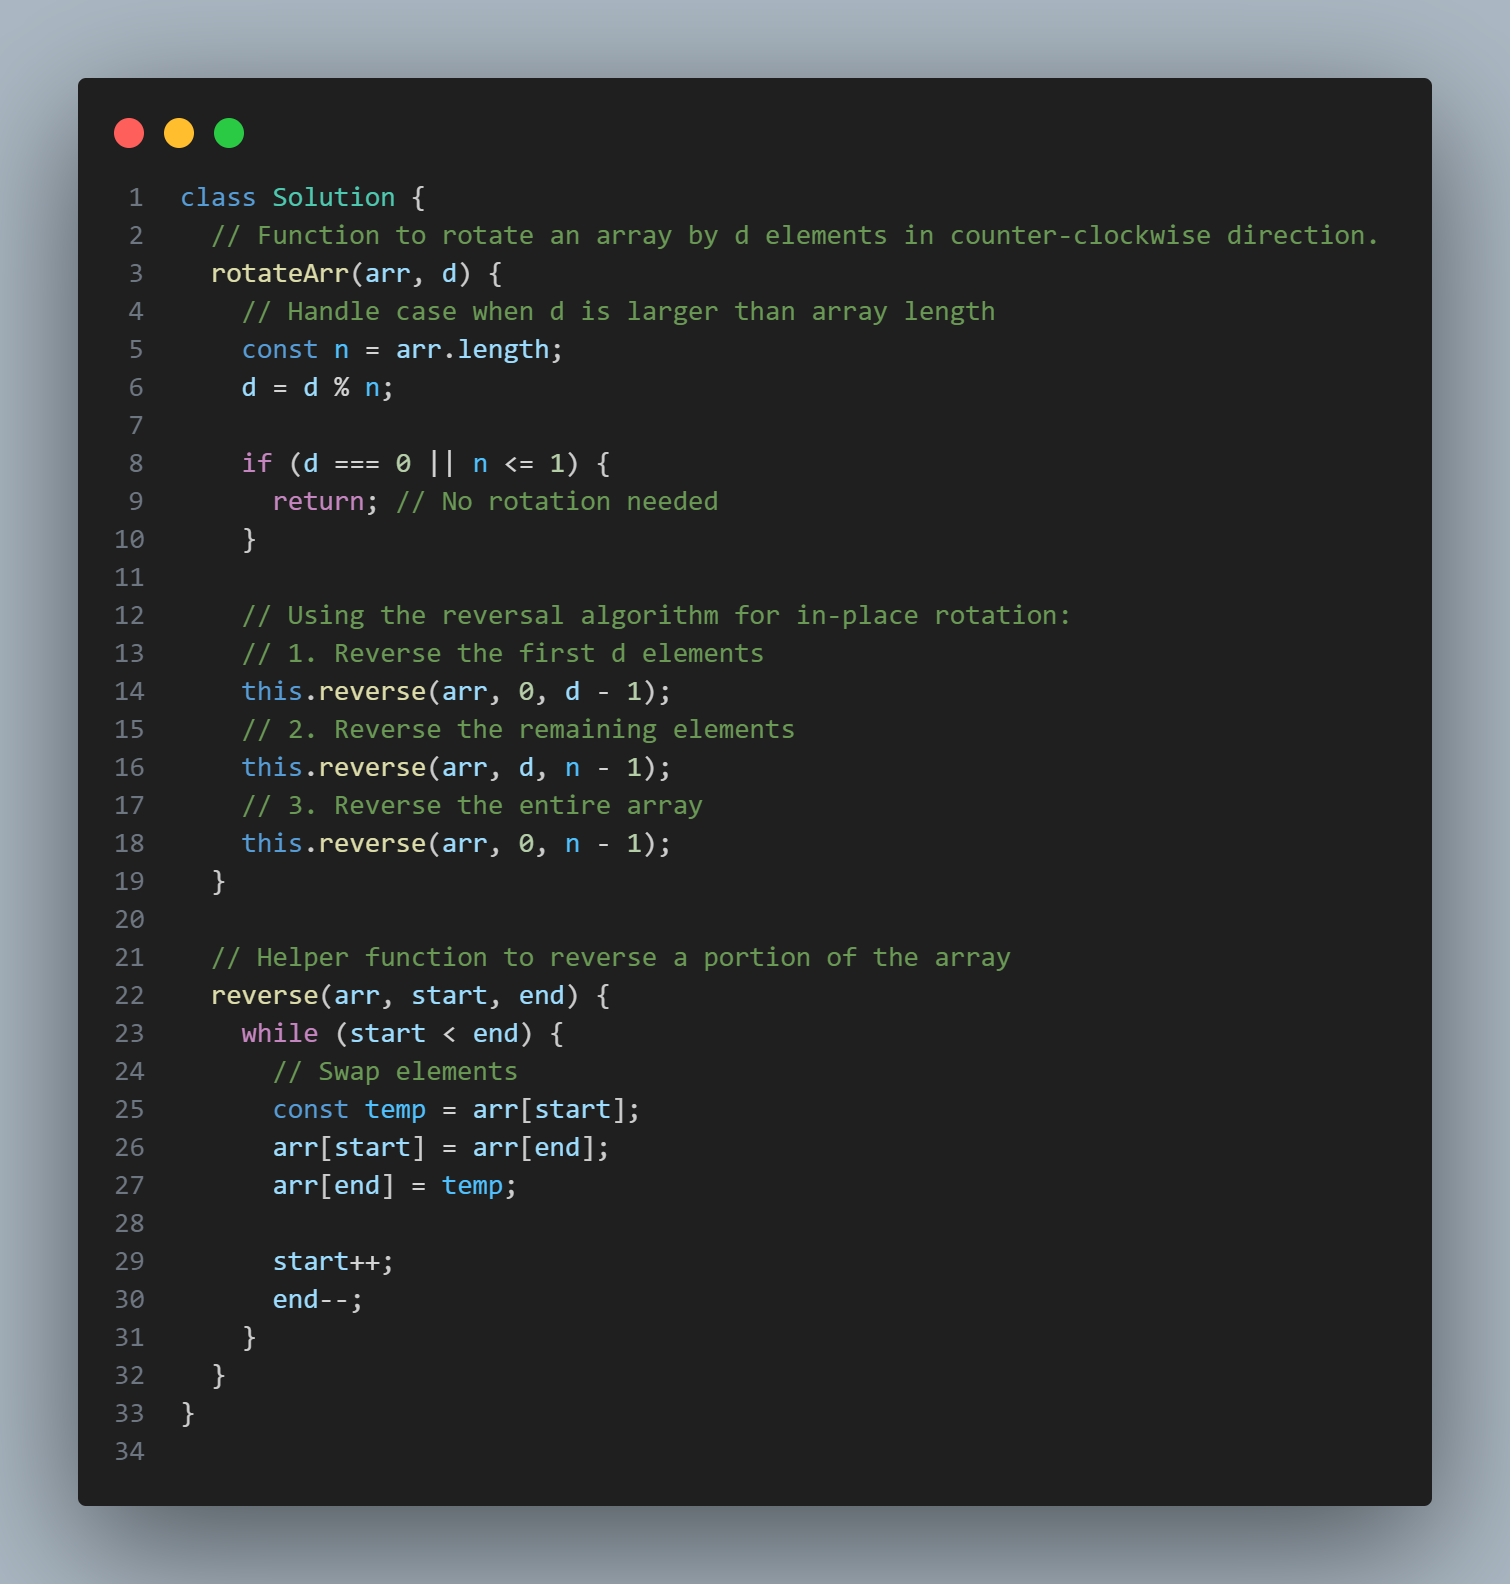 1 class Solution {
2   // Function to rotate an array by d elements in counter-clockwise direction.
3   rotateArr(arr, d) {
4     // Handle case when d is larger than array length
5     const n = arr.length;
6     d = d % n;
7
8     if (d === 0 || n <= 1) {
9       return; // No rotation needed
10     }
11
12     // Using the reversal algorithm for in-place rotation:
13     // 1. Reverse the first d elements
14     this.reverse(arr, 0, d - 1);
15     // 2. Reverse the remaining elements
16     this.reverse(arr, d, n - 1);
17     // 3. Reverse the entire array
18     this.reverse(arr, 0, n - 1);
19   }
20
21   // Helper function to reverse a portion of the array
22   reverse(arr, start, end) {
23     while (start < end) {
24       // Swap elements
25       const temp = arr[start];
26       arr[start] = arr[end];
27       arr[end] = temp;
28
29       start++;
30       end--;
31     }
32   }
33 }
34